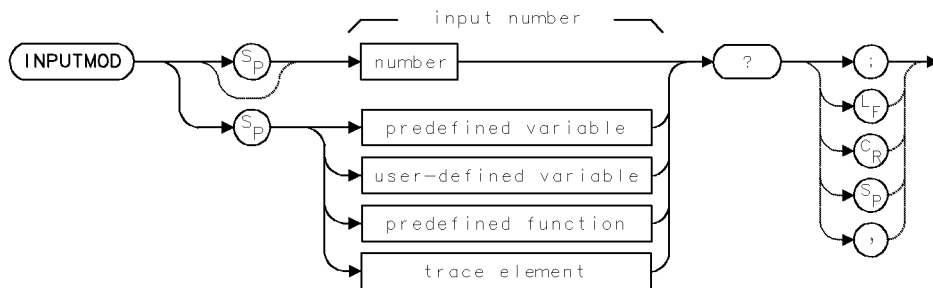 input number
INPUTMOD
SP
number
?
;
SP
predefined variable
LF
user-defined variable
CR
predefined function
SP
trace element
,